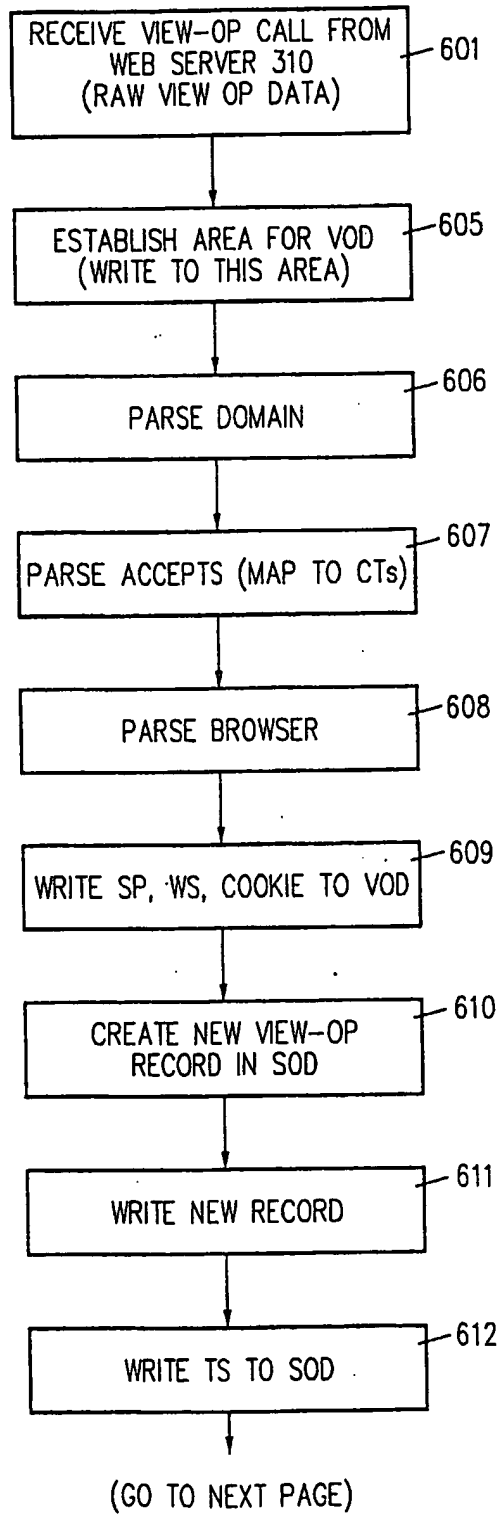 RECEIVE VIEW-OP CALL FROM
WEB SERVER 310
(RAW VIEW OP DATA)
601
ESTABLISH AREA FOR VOD
(WRITE TO THIS AREA)
605
606
PARSE DOMAIN
607
PARSE ACCEPTS (MAP TO CTs)
608
PARSE BROWSER
609
WRITE SP, WS, COOKIE TO VOD
610
CREATE NEW VIEW-OP
RECORD IN SOD
611
WRITE NEW RECORD
612
WRITE TS TO SOD
(GO TO NEXT PAGE)